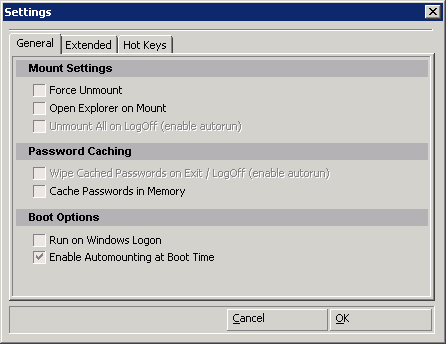 Settings
General Extended Hot Keys
Mount Settings
Force Unmount
Open Explorer on Mount
Unmount All on LogOff (enable autorun)
Password Caching
Wipe Cached Passwords on Exit / LogOff (enable autorun)
Cache Passwords in Memory
Boot Options
Run on Windows Logon
Enable Automounting at Boot Time
Cancel OK